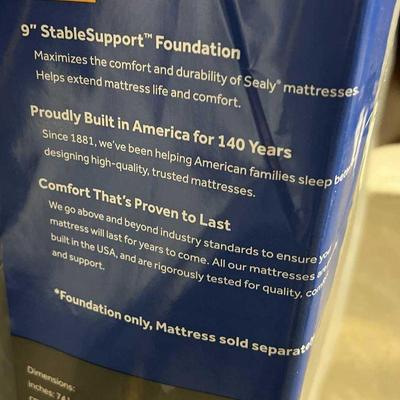 9" StableSupport™ Foundation
Maximizes the comfort and durability of Sealy® mattresses.
Helps extend mattress life and comfort.
Proudly Built in America for 140 Years
Since 1881, we've been helping American families sleep
designing high-quality, trusted mattresses.
Comfort That's Proven to Last
We go above and beyond industry standards to ensure
mattress will last for years to come. All our mattresses
built in the USA, and are rigorously tested for quality,
and support.
*Foundation only, Mattress sold
Dimensions:
inches: 74